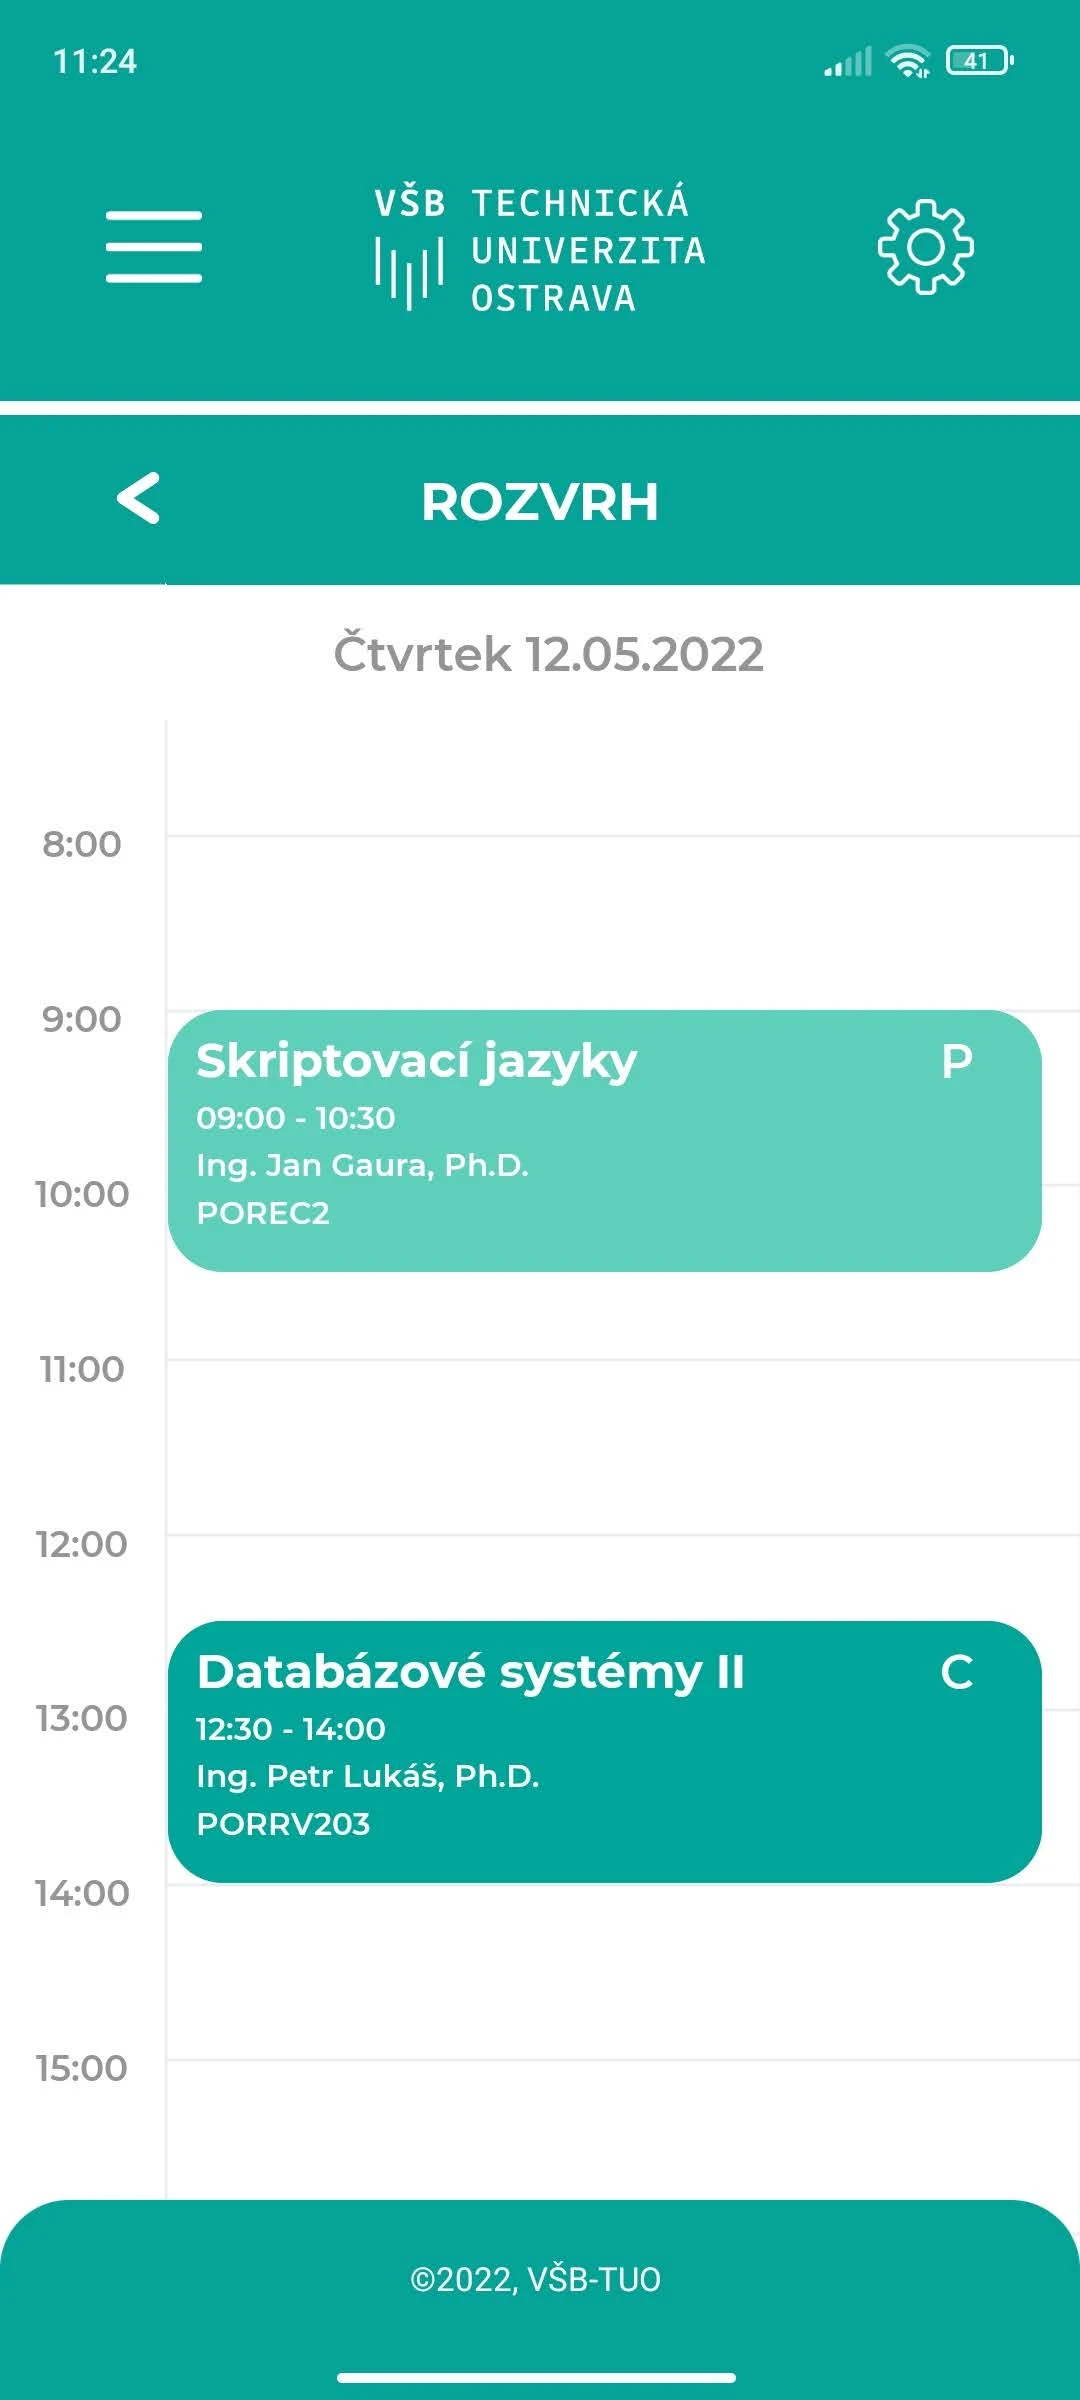 11:24
41
VŠB TECHNICKÁ
UNIVERZITA
OSTRAVA
ROZVRH
Čtvrtek 12.05.2022
8:00
9:00
Skriptovací jazyky P
09:00 - 10:30
Ing. Jan Gaura, Ph.D.
10:00
POREC2
11:00
12:00
Databázové systémy II C
13:00
12:30 - 14:00
Ing. Petr Lukáš, Ph.D.
PORRV203
14:00
15:00
©2022, VŠB-TUO